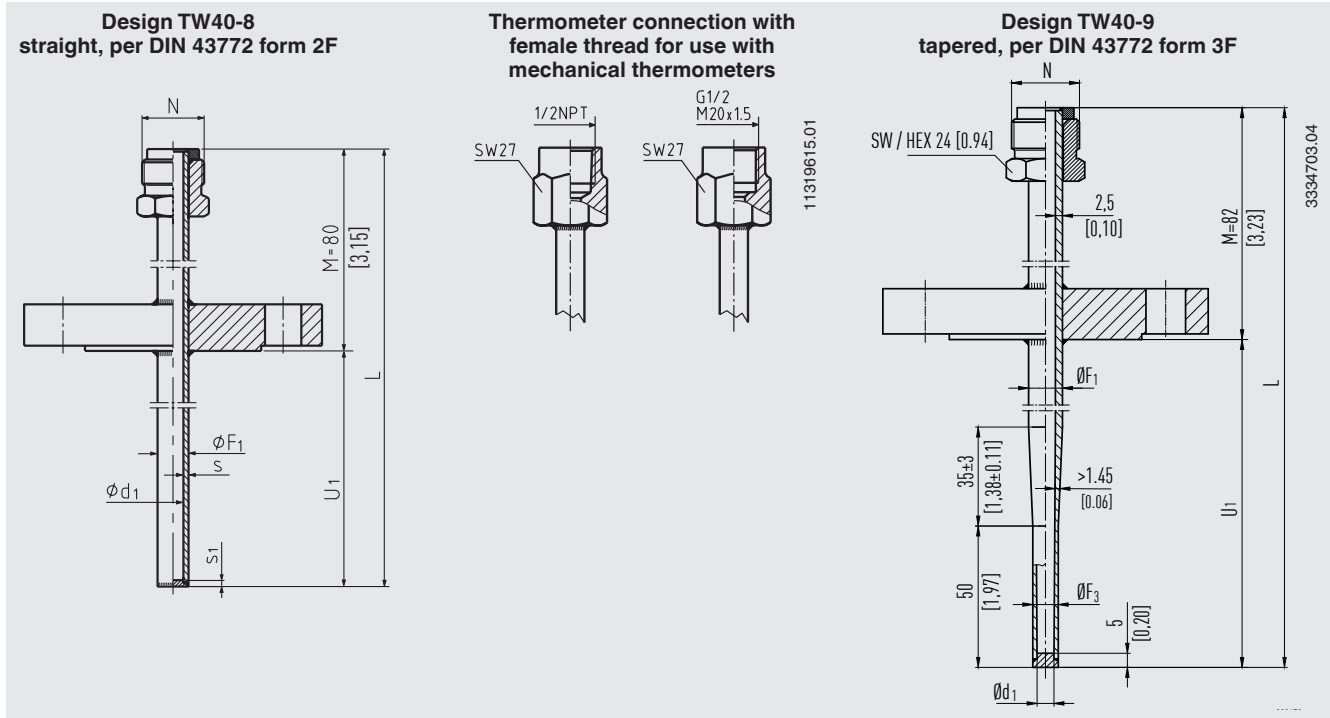 Design TW40-8
straight, per DIN 43772 form 2F
N
M=80
[3,15]
L
ϕF1
s
ϕd1
U1
s1
Thermometer connection with
female thread for use with
mechanical thermometers
1/2NPT
SW27
G1/2
M20x1.5
SW27
11319615.01
Design TW40-9
tapered, per DIN 43772 form 3F
N
SW / HEX 24 [0.94]
2,5
[0,10]
M=82
[3,23]
L
ØF1
35±3
[1,38±0.11]
>1.45
[0.06]
U1
50
[1,97]
ØF3
5
[0,20]
Ød1
3334703.04